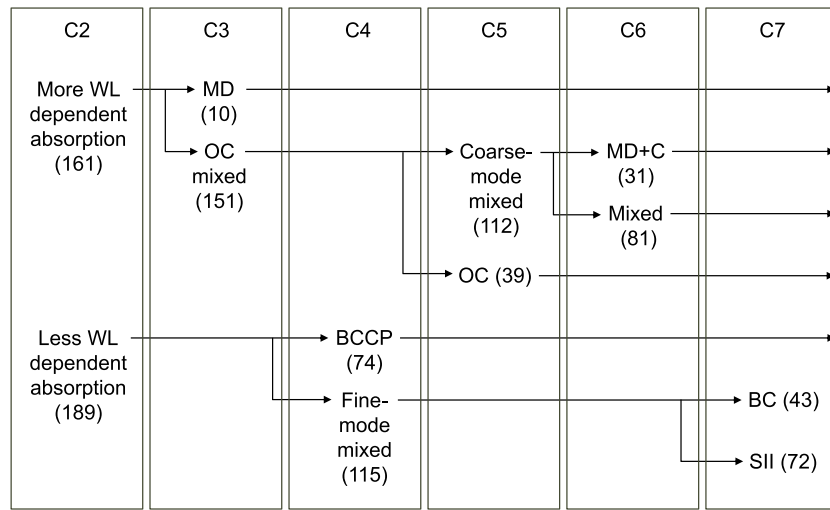 C2
C3
C4
C5
C6
C7
More WL
dependent
absorption
(161)
MD
(10)
OC
mixed
(151)
Coarse-
mode
mixed
(112)
MD+C
(31)
Mixed
(81)
OC (39)
Less WL
dependent
absorption
(189)
BCCP
(74)
Fine-
mode
mixed
(115)
BC (43)
SII (72)